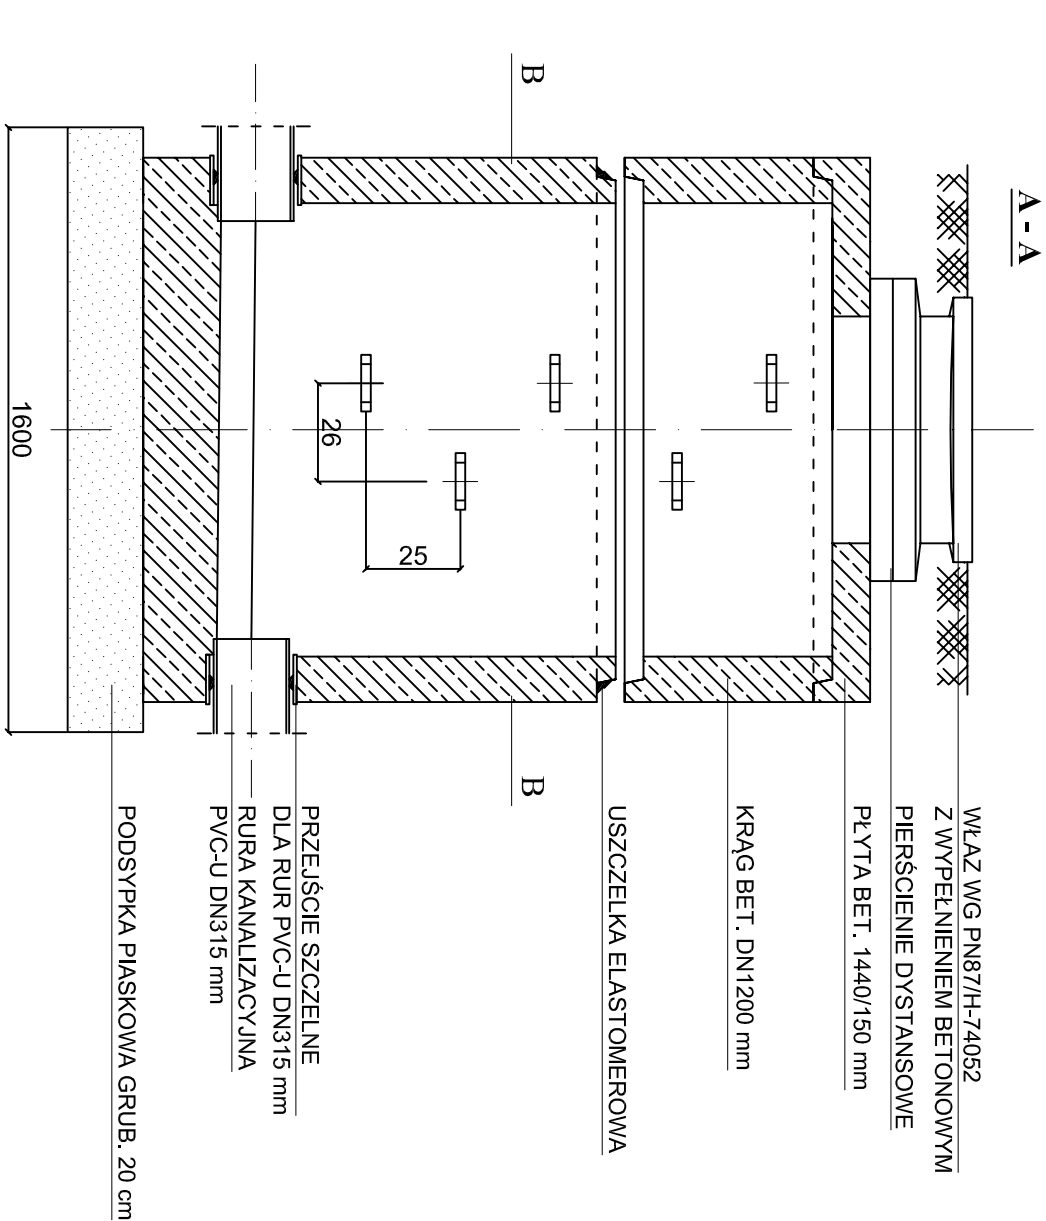 A - A
WŁAZ WG PN87/H-74052
Z WYPEŁNIENIEM BETONOWYM
PIERŚCIENIE DYSTANSOWE
PŁYTA BET. 1440/150 mm
KRĄG BET. DN1200 mm
USZCZELKA ELASTOMEROWA
B
B
25
26
PRZEJŚCIE SZCZELNE
DLA RUR PVC-U DN315 mm
RURA KANALIZACYJNA
PVC-U DN315 mm
PODSYPKA PIASKOWA GRUB. 20 cm
1600